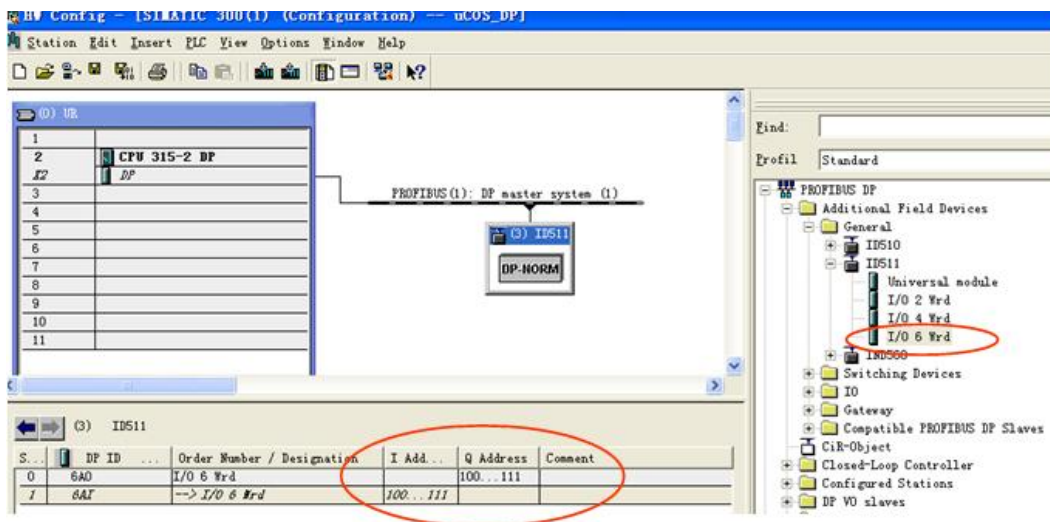 HW Config - [SIMATIC 300(1) (Configuration) -- uCOS_DP]
Station Edit Insert PLC View Options Window Help
(0) UR
1
2 CPU 315-2 DP
X2 DP
3
4
5
6
7
8
9
10
11
PROFIBUS(1): DP master system (1)
(3) ID511
DP-NORM
Find:
Profil Standard
PROFIBUS DP
Additional Field Devices
General
ID510
ID511
Universal module
I/O 2 Wrd
I/O 4 Wrd
I/O 6 Wrd
IND560
Switching Devices
IO
Gateway
Compatible PROFIBUS DP Slaves
CiR-Object
Closed-Loop Controller
Configured Stations
DP V0 slaves
(3) ID511
S... DP ID ... Order Number / Designation I Add... Q Address Comment
0 6AO I/O 6 Wrd 100...111
1 6AI --> I/O 6 Wrd 100...111